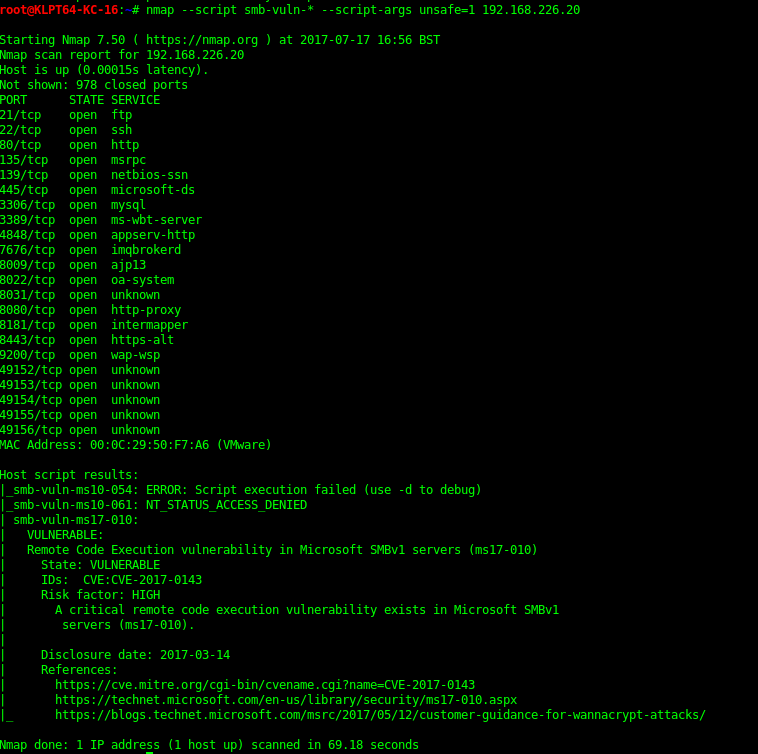 root@KLPT64-KC-16:~# nmap --script smb-vuln-* --script-args unsafe=1 192.168.226.20

Starting Nmap 7.50 ( https://nmap.org ) at 2017-07-17 16:56 BST
Nmap scan report for 192.168.226.20
Host is up (0.00015s latency).
Not shown: 978 closed ports
PORT      STATE SERVICE
21/tcp    open  ftp
22/tcp    open  ssh
80/tcp    open  http
135/tcp   open  msrpc
139/tcp   open  netbios-ssn
445/tcp   open  microsoft-ds
3306/tcp  open  mysql
3389/tcp  open  ms-wbt-server
4848/tcp  open  appserv-http
7676/tcp  open  imqbrokerd
8009/tcp  open  ajp13
8022/tcp  open  oa-system
8031/tcp  open  unknown
8080/tcp  open  http-proxy
8181/tcp  open  intermapper
8443/tcp  open  https-alt
9200/tcp  open  wap-wsp
49152/tcp open  unknown
49153/tcp open  unknown
49154/tcp open  unknown
49155/tcp open  unknown
49156/tcp open  unknown
MAC Address: 00:0C:29:50:F7:A6 (VMware)

Host script results:
|_smb-vuln-ms10-054: ERROR: Script execution failed (use -d to debug)
|_smb-vuln-ms10-061: NT_STATUS_ACCESS_DENIED
| smb-vuln-ms17-010:
|   VULNERABLE:
|   Remote Code Execution vulnerability in Microsoft SMBv1 servers (ms17-010)
|     State: VULNERABLE
|     IDs:  CVE:CVE-2017-0143
|     Risk factor: HIGH
|       A critical remote code execution vulnerability exists in Microsoft SMBv1
|        servers (ms17-010).
|
|     Disclosure date: 2017-03-14
|     References:
|       https://cve.mitre.org/cgi-bin/cvename.cgi?name=CVE-2017-0143
|       https://technet.microsoft.com/en-us/library/security/ms17-010.aspx
|_      https://blogs.technet.microsoft.com/msrc/2017/05/12/customer-guidance-for-wannacrypt-attacks/

Nmap done: 1 IP address (1 host up) scanned in 69.18 seconds